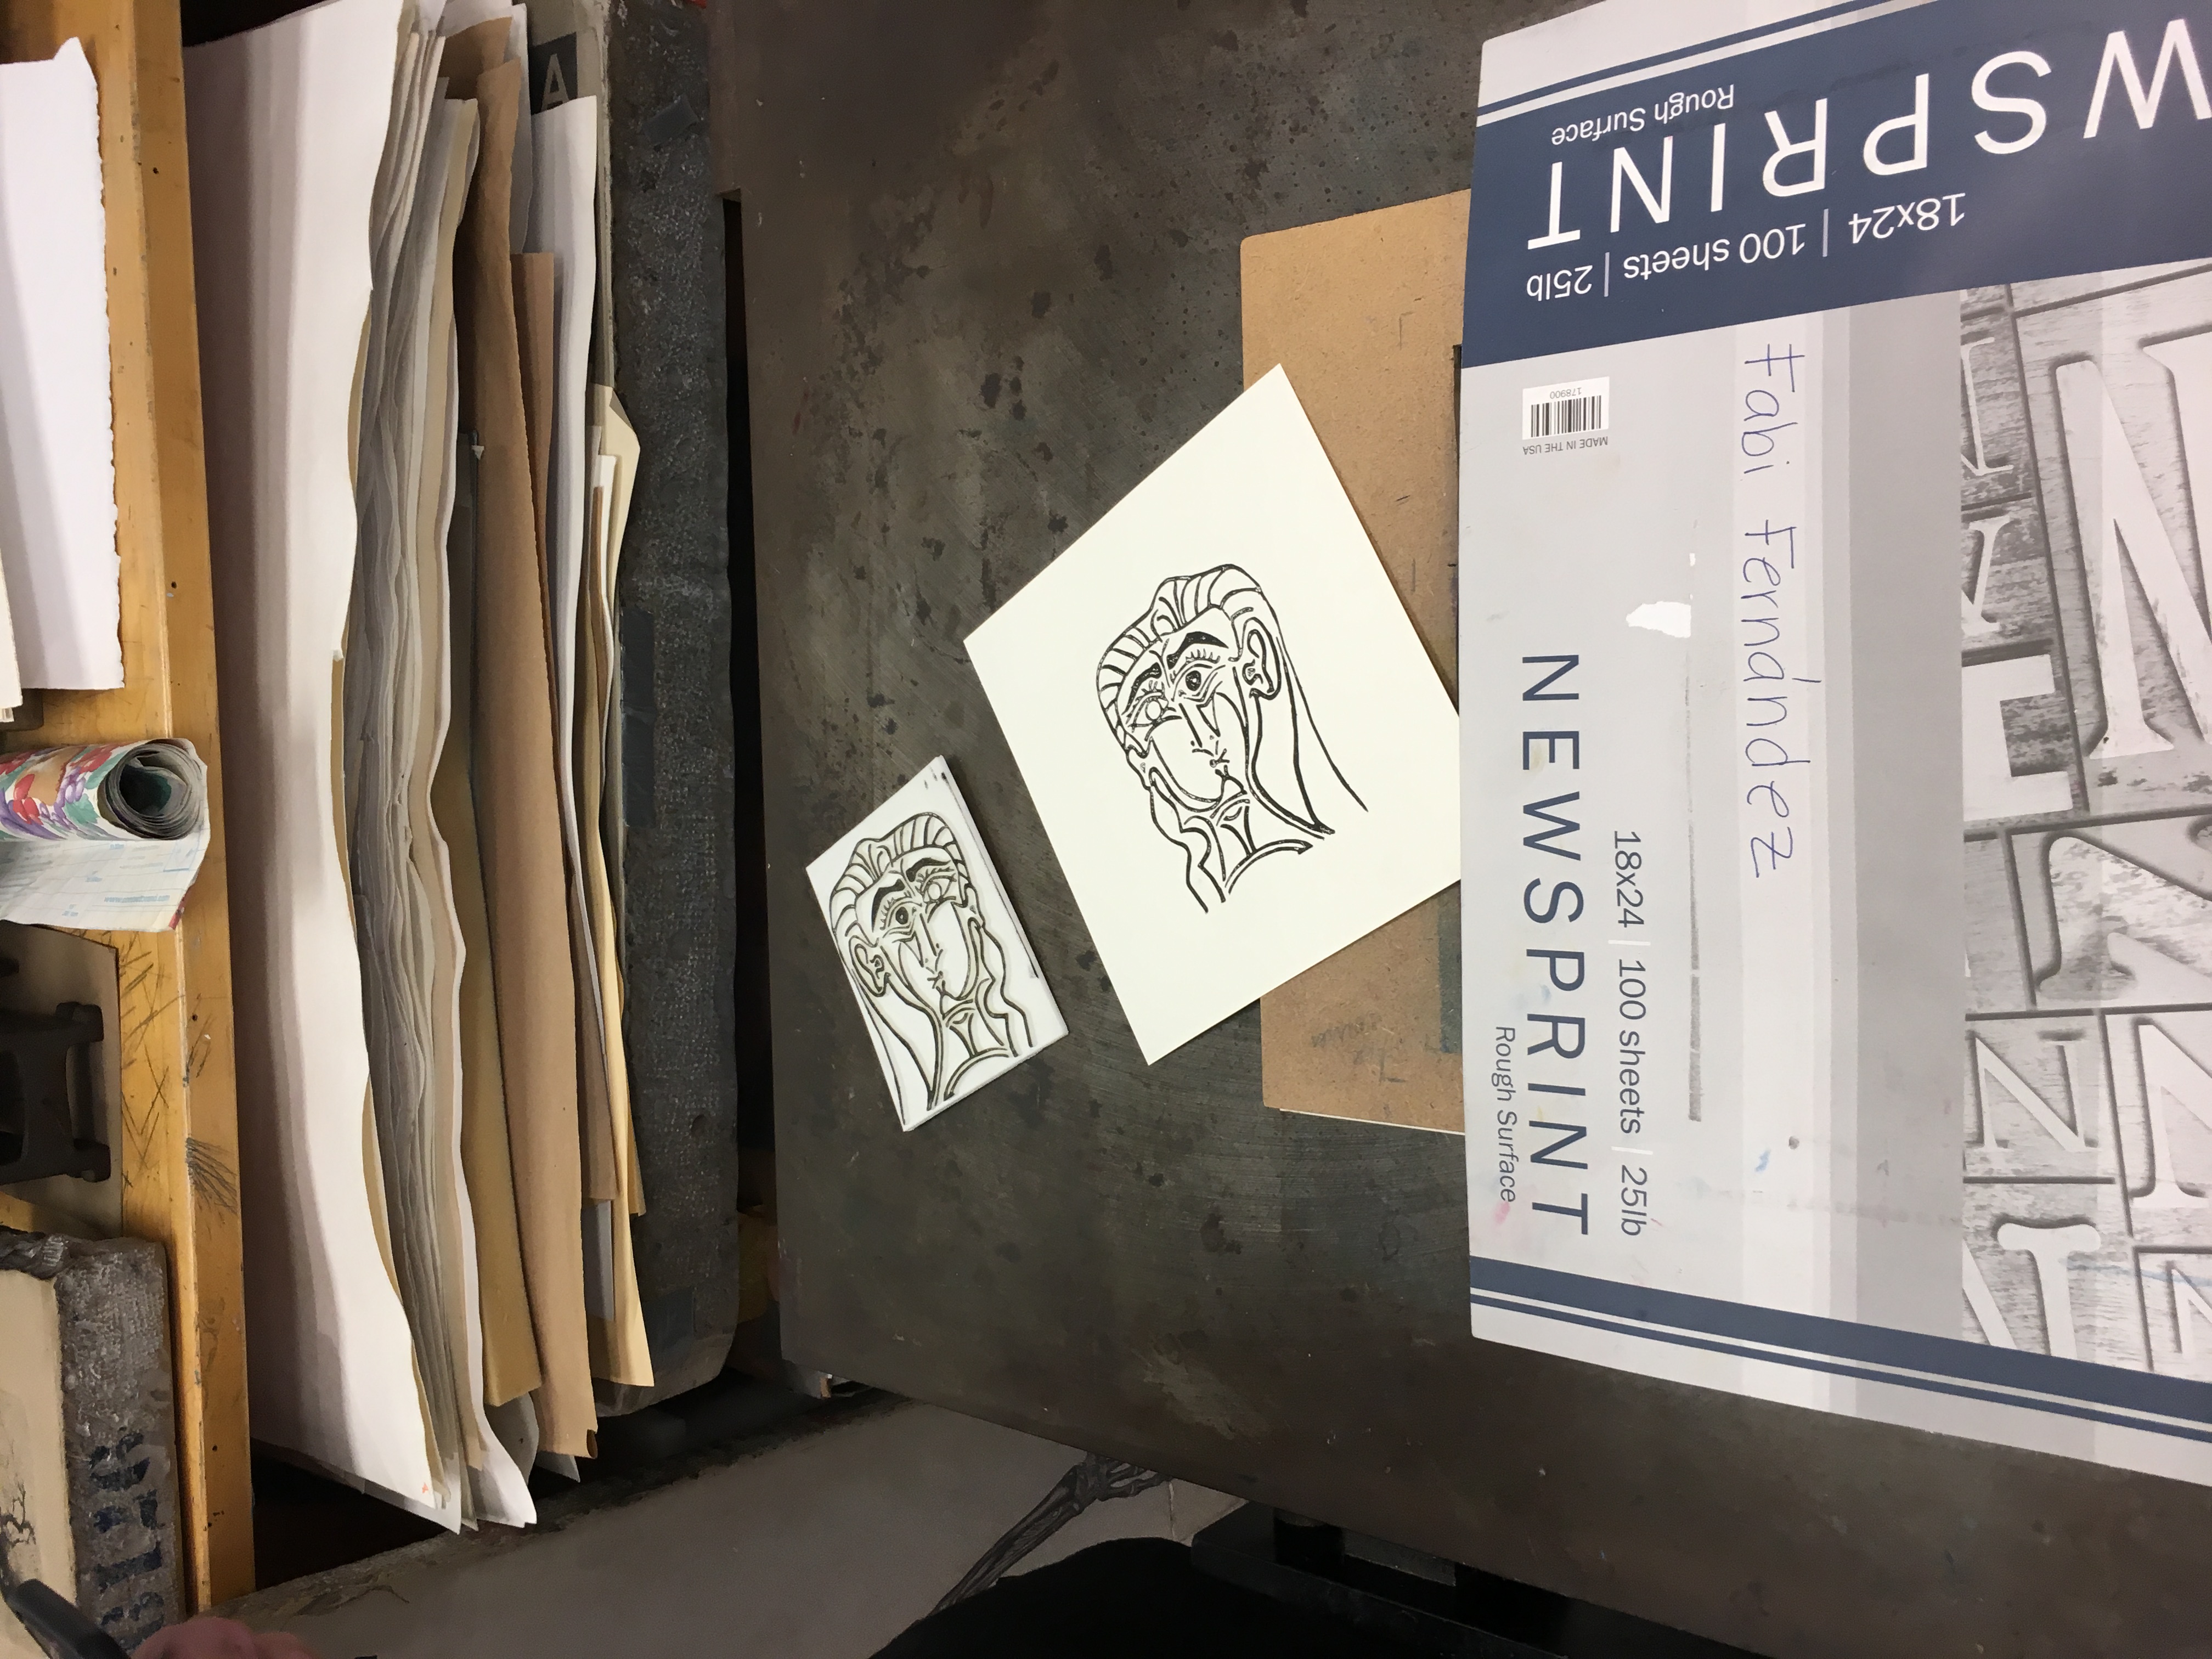 NEWSPRINT
Rough Surface
18x24 | 100 sheets | 25lb
Fabi Fernández
MADE IN THE USA
178900
18x24 | 100 sheets | 25lb
WSPRINT
Rough Surface
A